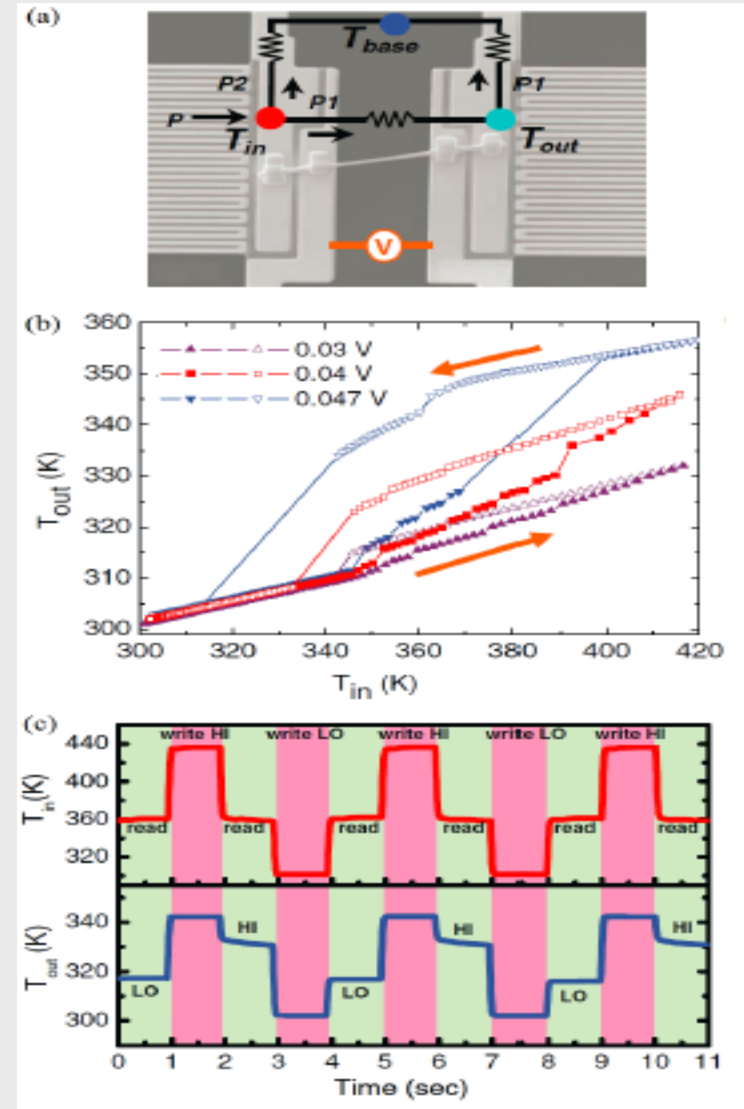 (a)
T_base
P2
P1
P1
P
T_in
T_out
V
(b)
360
350
340
330
320
310
300
T_out (K)
0.03 V
0.04 V
0.047 V
300 320 340 360 380 400 420
T_in (K)
(c)
write HI write LO write HI write LO write HI
440
400
360
320
T_in(K)
read read read read read read
340
320
300
T_out (K)
LO HI LO HI LO HI
0 1 2 3 4 5 6 7 8 9 10 11
Time (sec)